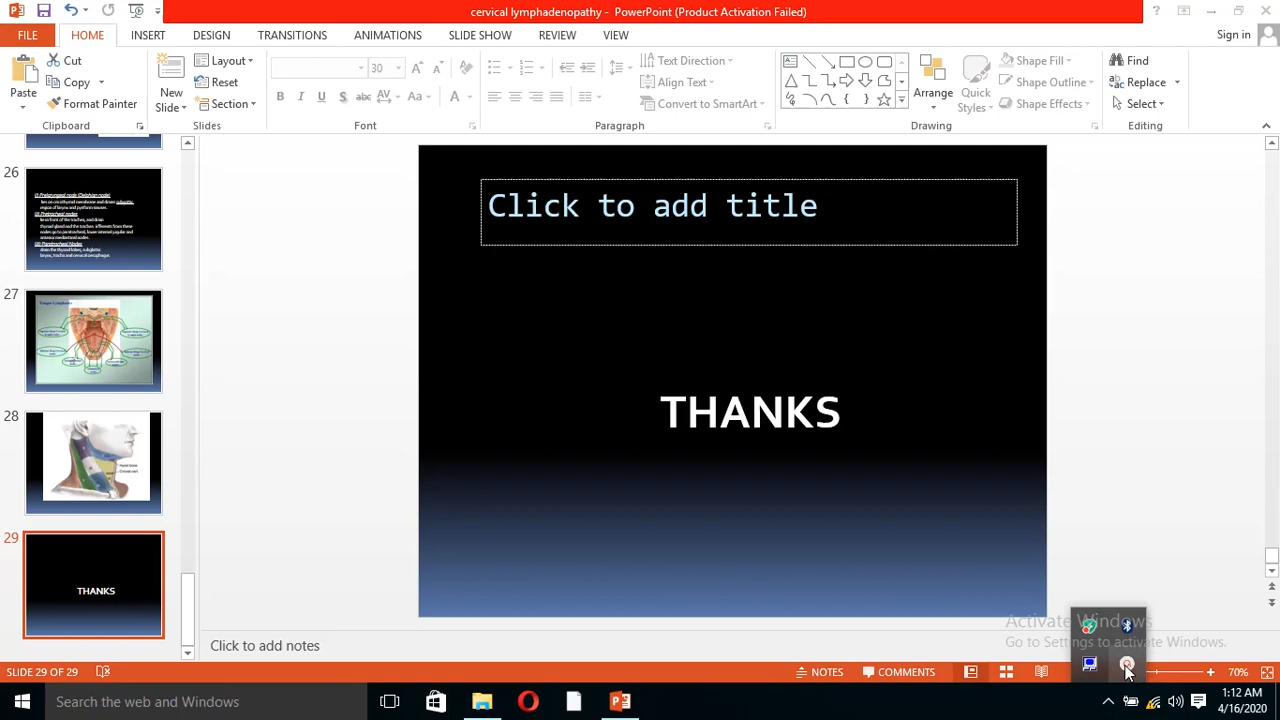 cervical lymphadenopathy - PowerPoint (Product Activation Failed)
FILE HOME INSERT DESIGN TRANSITIONS ANIMATIONS SLIDE SHOW REVIEW VIEW Sign in
Paste
Cut
Copy
Format Painter
Clipboard
New Slide
Layout
Reset
Section
Slides
30
B I U S abc AV Aa A
Font
Text Direction
Align Text
Convert to SmartArt
Paragraph
Arrange
Quick Styles
Shape Fill
Shape Outline
Shape Effects
Drawing
Find
Replace
Select
Editing
26
27
28
29
THANKS
Click to add title
THANKS
Click to add notes
Activate Windows
Go to Settings to activate Windows.
SLIDE 29 OF 29 NOTES COMMENTS 70%
Search the web and Windows
1:12 AM
4/16/2020